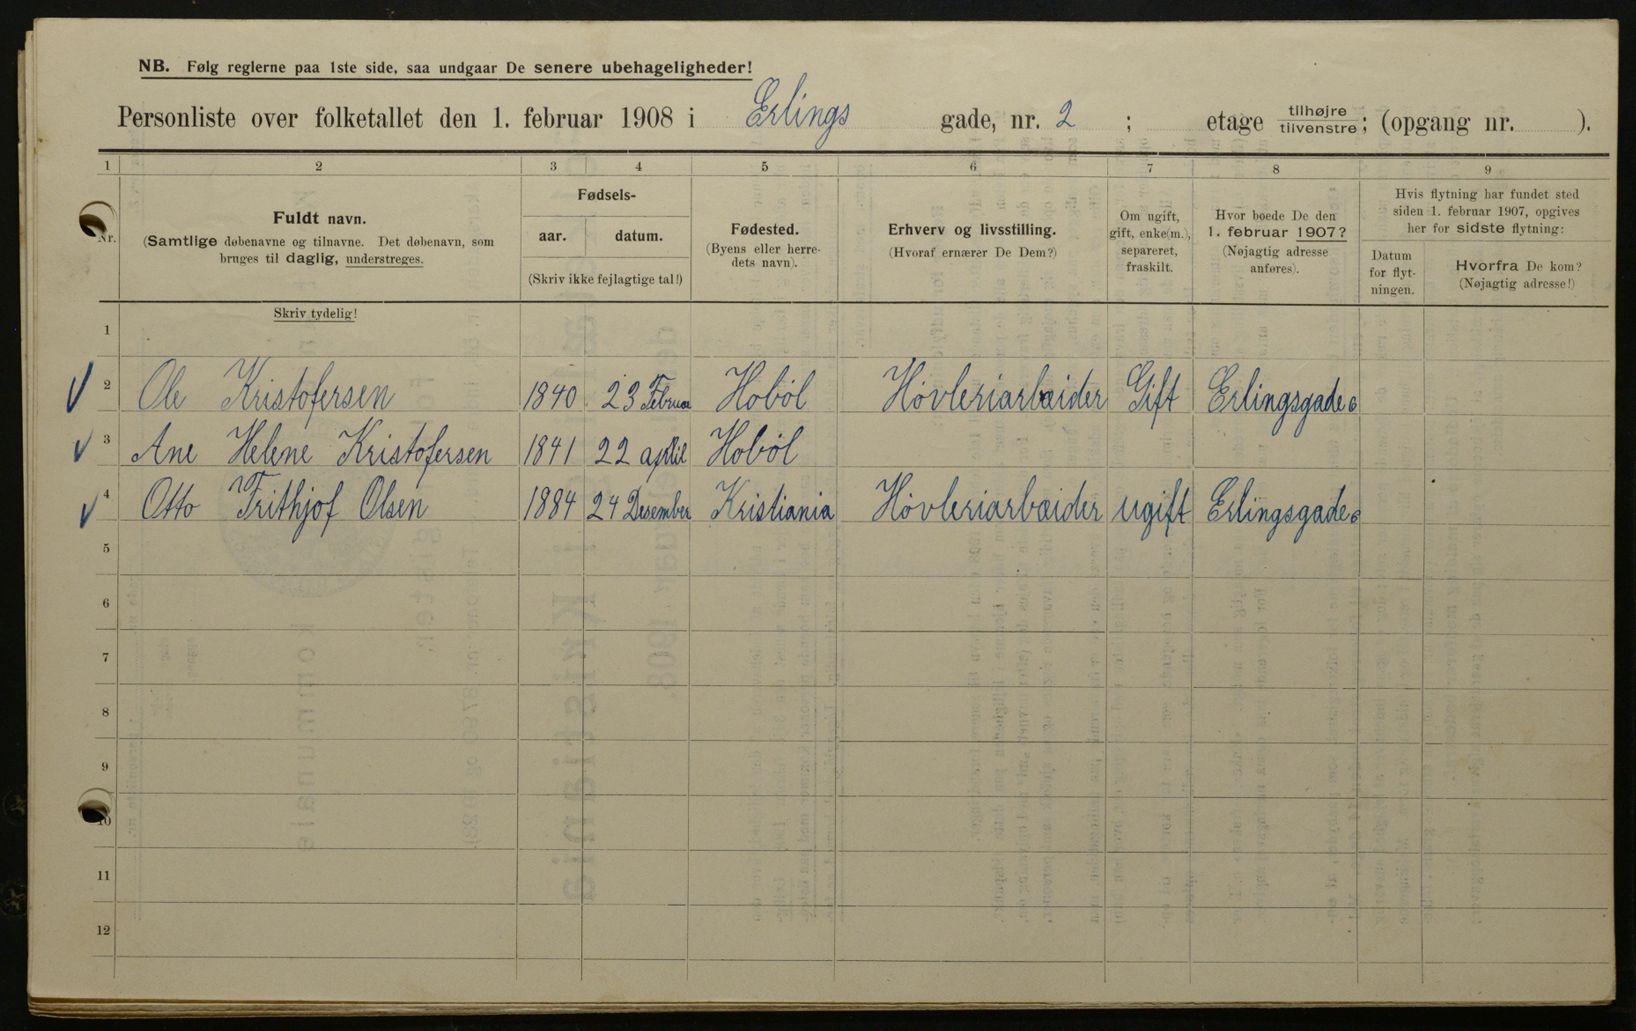 NB. Følg reglerne paa 1ste side, saa undgaar De senere ubehageligheder!
Personliste over folketallet den 1. februar 1908 i Erlings gade, nr. 2 ; etage tilhøjre tilvenstre; (opgang nr. ).
1 2 3 4 5 6 7 8 9
Nr.
Fuldt navn.
(Samtlige døbenavne og tilnavne. Det døbenavn, som
bruges til daglig, understreges.
Fødsels-
aar. datum.
(Skriv ikke fejlagtige tal!)
Fødested.
(Byens eller herre-
dets navn).
Erhverv og livsstilling.
(Hvoraf ernærer De Dem?)
Om ugift,
gift, enke(m.),
separeret,
fraskilt.
Hvor boede De den
1. februar 1907?
(Nøjagtig adresse
anføres).
Hvis flytning har fundet sted
siden 1. februar 1907, opgives
her for sidste flytning:
Datum
for flyt-
ningen.
Hvorfra De kom?
(Nøjagtig adresse!)
Skriv tydelig!
1
2 Ole Kristofersen 1840 23 Februar Hobøl Høvleriarbeider Gift Erlingsgade 6
3 Ane Helene Kristofersen 1841 22 april Hobøl
4 Otto Frithjof Olsen 1884 24 Desember Kristiania Høvleriarbeider ugift Erlingsgade 6
5
6
7
8
9
10
11
12